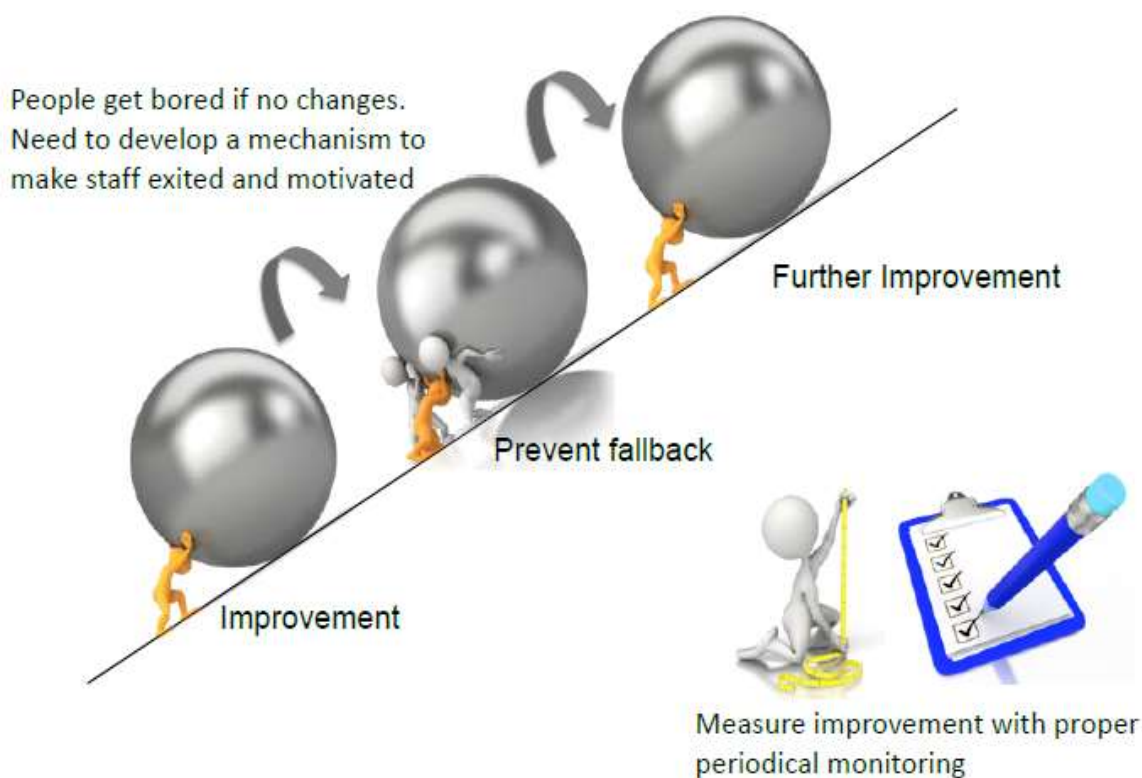 People get bored if no changes.
Need to develop a mechanism to
make staff exited and motivated
Further Improvement
Prevent fallback
Improvement
Measure improvement with proper
periodical monitoring